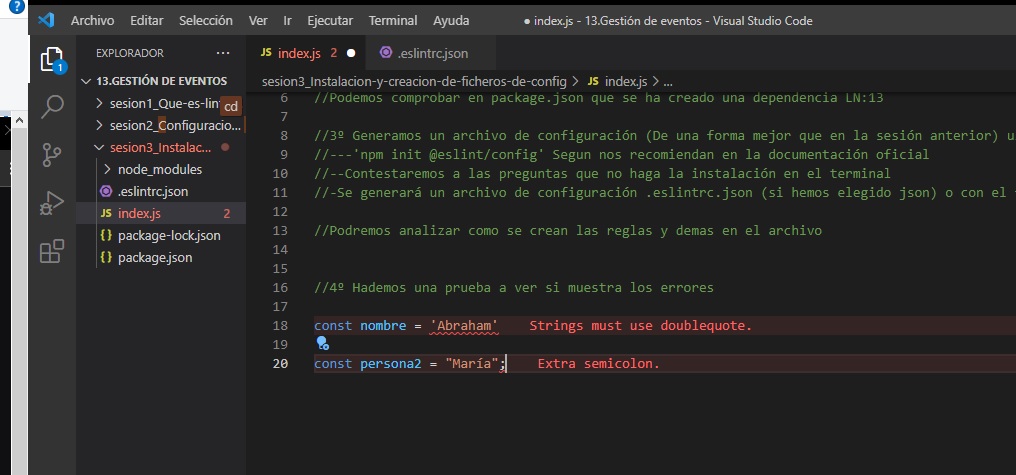 ?
Archivo Editar Selección Ver Ir Ejecutar Terminal Ayuda
● index.js - 13.Gestión de eventos - Visual Studio Code
1
EXPLORADOR ...
13.GESTIÓN DE EVENTOS
sesion1_Que-es-lin
cd
sesion2_Configuracio...
sesion3_Instalac...
node_modules
.eslintrc.json
JS index.js 2
{} package-lock.json
{} package.json
JS index.js 2 ●
.eslintrc.json
sesion3_Instalacion-y-creacion-de-ficheros-de-config > JS index.js > ...
6 //Podemos comprobar en package.json que se ha creado una dependencia LN:13
7
8 //3º Generamos un archivo de configuración (De una forma mejor que en la sesión anterior) u
9 //---'npm init @eslint/config' Segun nos recomiendan en la documentación oficial
10 //--Contestaremos a las preguntas que no haga la instalación en el terminal
11 //-Se generará un archivo de configuración .eslintrc.json (si hemos elegido json) o con el
12
13 //Podremos analizar como se crean las reglas y demas en el archivo
14
15
16 //4º Hademos una prueba a ver si muestra los errores
17
18 const nombre = 'Abraham' Strings must use doublequote.
19
20 const persona2 = "María"; Extra semicolon.